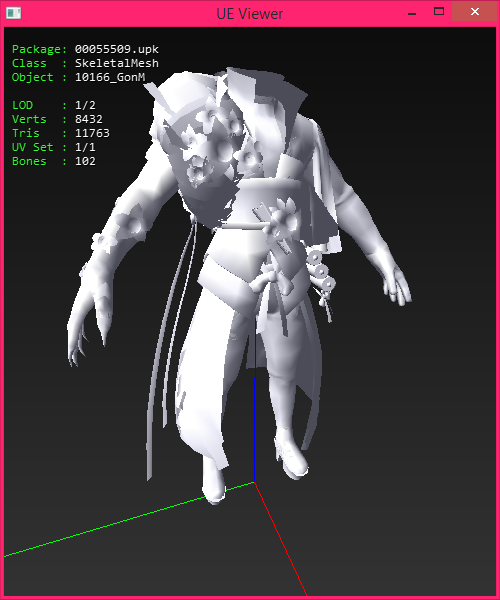 UE Viewer
Package: 00055509.upk
Class : SkeletalMesh
Object : 10166_GonM
LOD : 1/2
Verts : 8432
Tris : 11763
UV Set : 1/1
Bones : 102